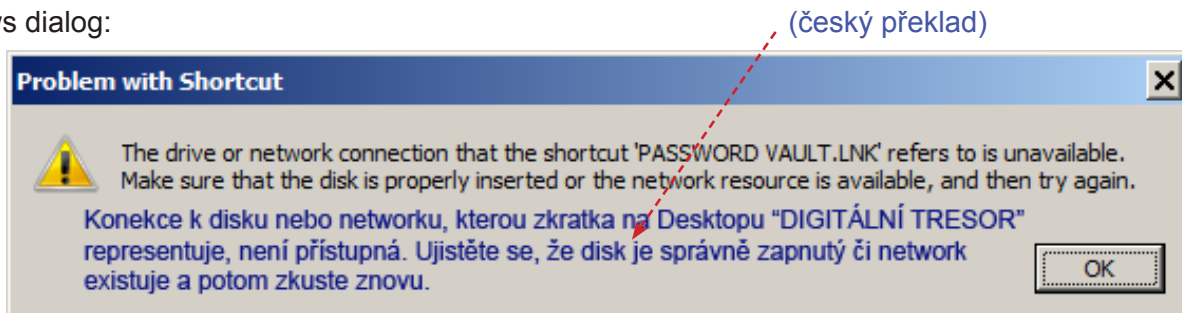 s dialog:
(český překlad)
Problem with Shortcut
The drive or network connection that the shortcut 'PASSWORD VAULT.LNK' refers to is unavailable.
Make sure that the disk is properly inserted or the network resource is available, and then try again.
Konekce k disku nebo networku, kterou zkratka na Desktopu “DIGITÁLNÍ TRESOR”
representuje, není přístupná. Ujistěte se, že disk je správně zapnutý či network
existuje a potom zkuste znovu.
OK